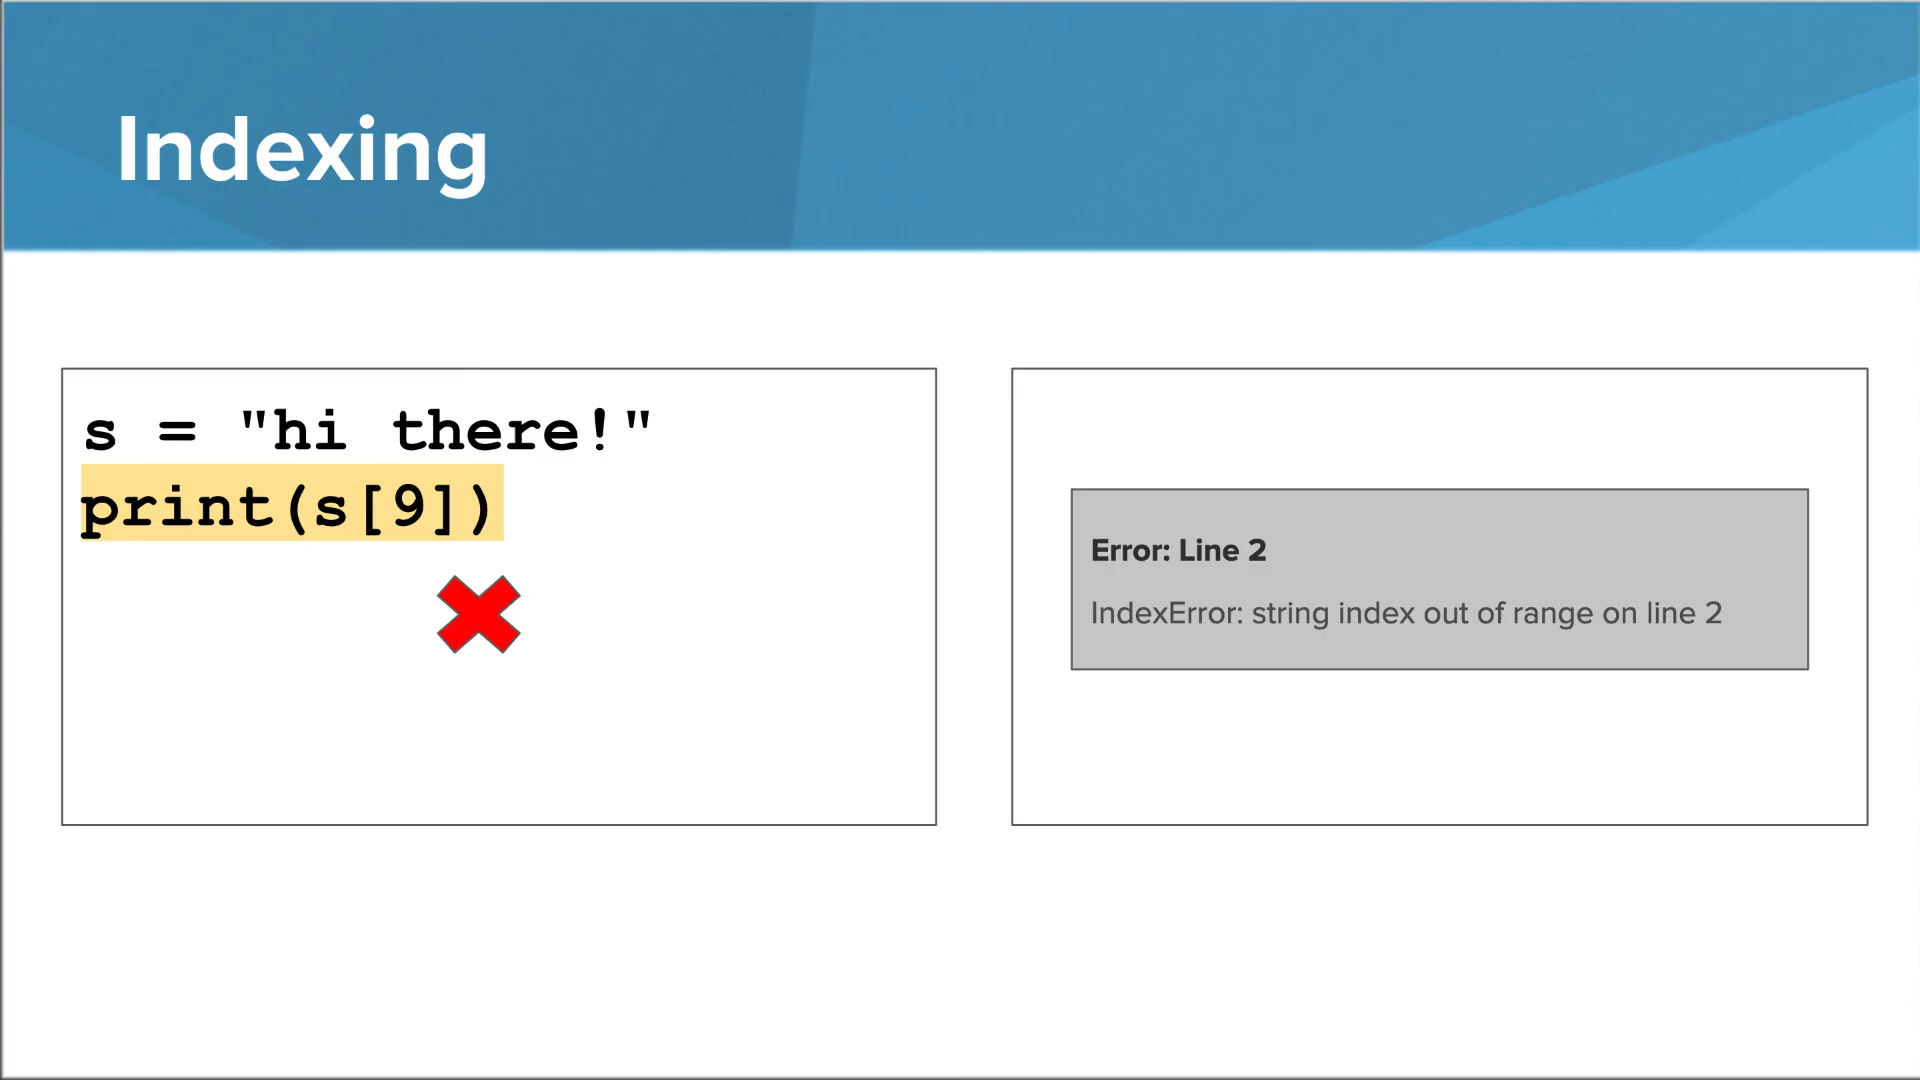 Indexing
s = "hi there!"
print(s[9])
Error: Line 2
IndexError: string index out of range on line 2